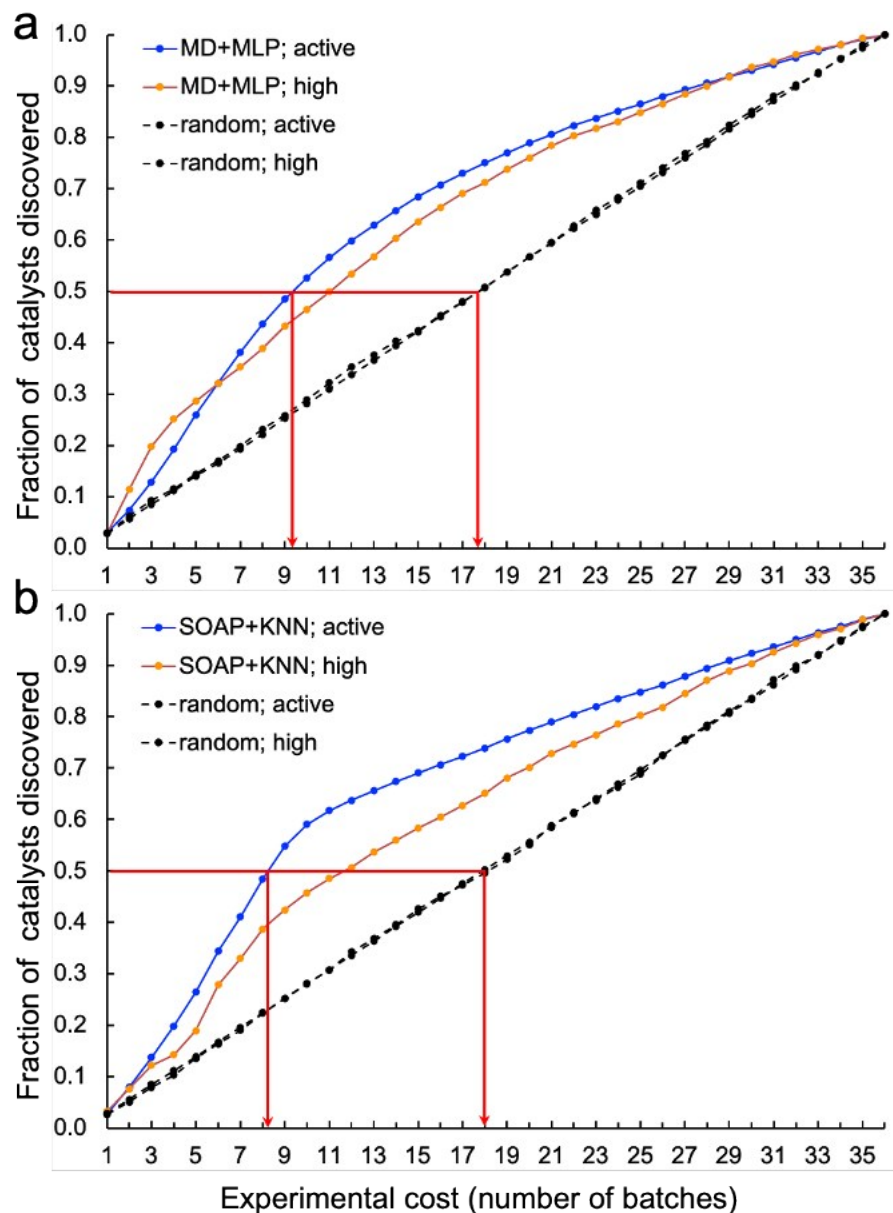 a
MD+MLP; active
MD+MLP; high
random; active
random; high
Fraction of catalysts discovered
1.0
0.9
0.8
0.7
0.6
0.5
0.4
0.3
0.2
0.1
0.0
1 3 5 7 9 11 13 15 17 19 21 23 25 27 29 31 33 35
b
SOAP+KNN; active
SOAP+KNN; high
random; active
random; high
Fraction of catalysts discovered
1.0
0.9
0.8
0.7
0.6
0.5
0.4
0.3
0.2
0.1
0.0
1 3 5 7 9 11 13 15 17 19 21 23 25 27 29 31 33 35
Experimental cost (number of batches)